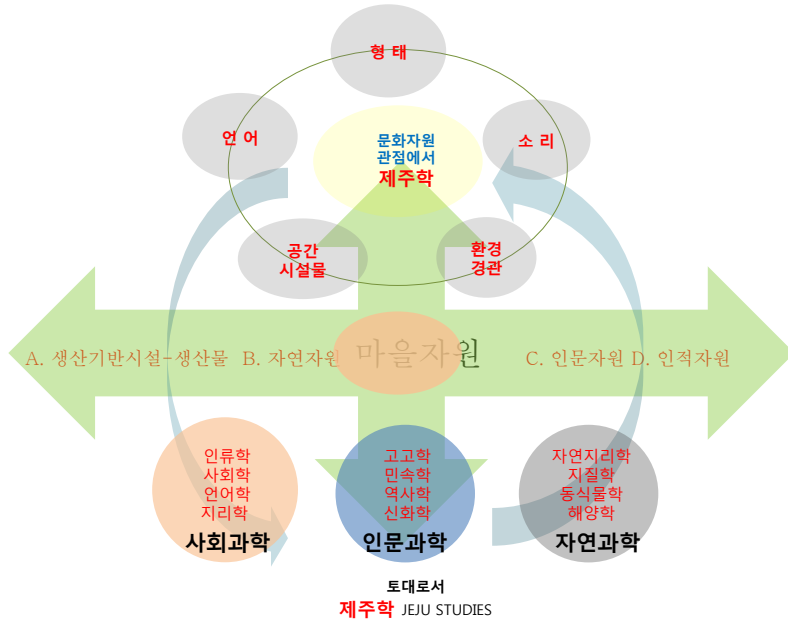 형 태
언 어
문화자원
관점에서
제주학
소 리
공간
시설물
환경
경관
A. 생산기반시설-생산물 B. 자연자원 마을자원 C. 인문자원 D. 인적자원
인류학
사회학
언어학
지리학
사회과학
고고학
민속학
역사학
신화학
인문과학
자연지리학
지질학
동식물학
해양학
자연과학
토대로서
제주학 JEJU STUDIES